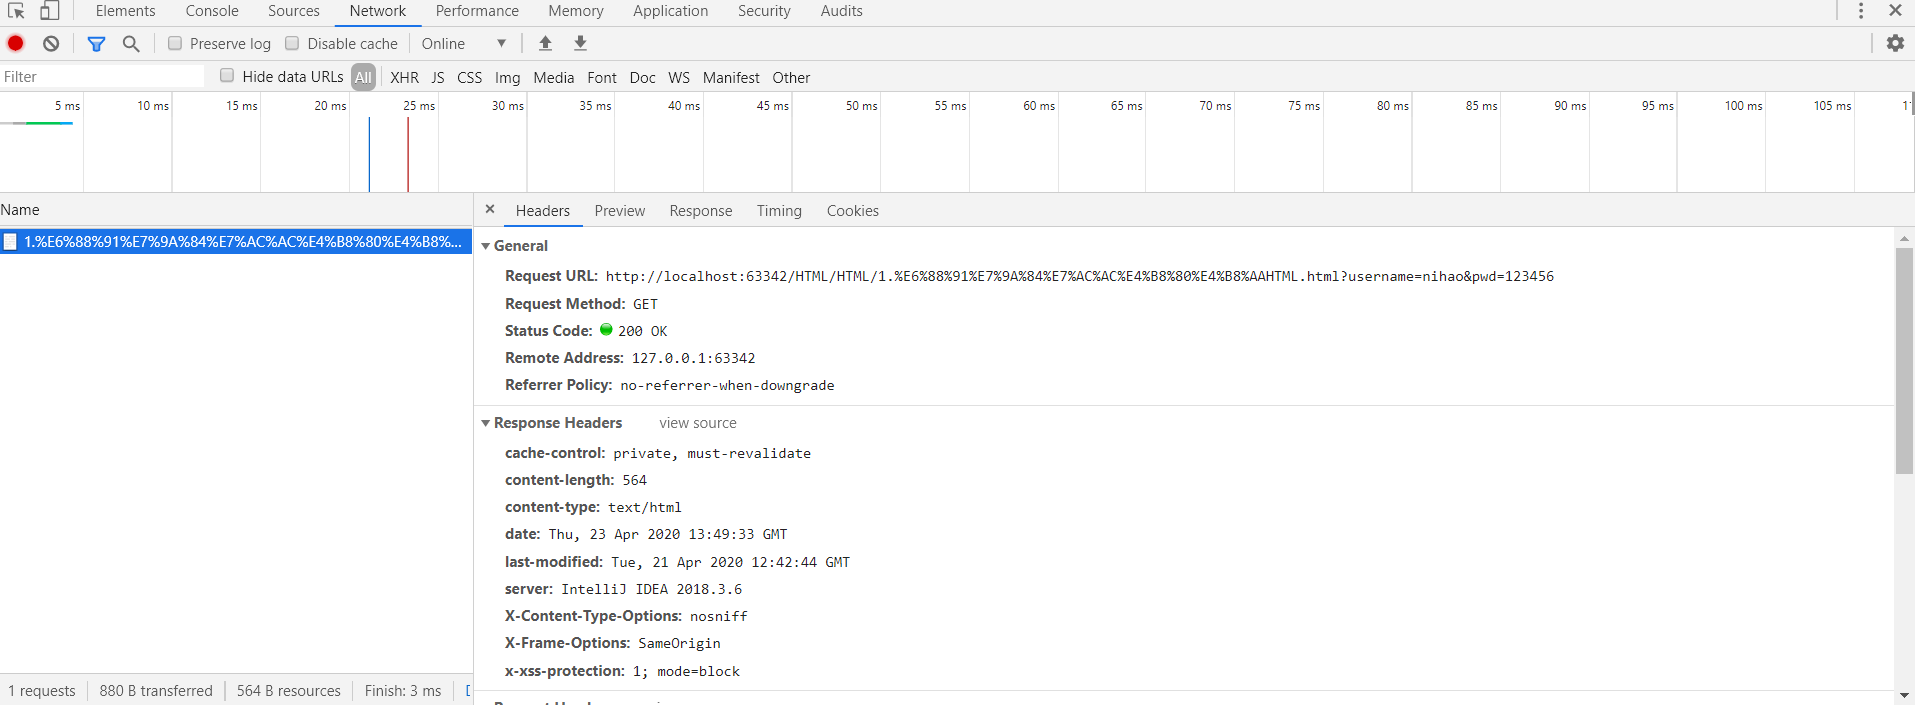 Elements Console Sources Network Performance Memory Application Security Audits
Preserve log Disable cache Online
Filter Hide data URLs All XHR JS CSS Img Media Font Doc WS Manifest Other
5 ms 10 ms 15 ms 20 ms 25 ms 30 ms 35 ms 40 ms 45 ms 50 ms 55 ms 60 ms 65 ms 70 ms 75 ms 80 ms 85 ms 90 ms 95 ms 100 ms 105 ms
Name
1.%E6%88%91%E7%9A%84%E7%AC%AC%E4%B8%80%E4%B8%...
Headers Preview Response Timing Cookies
General
Request URL: http://localhost:63342/HTML/HTML/1.%E6%88%91%E7%9A%84%E7%AC%AC%E4%B8%80%E4%B8%AAHTML.html?username=nihao&pwd=123456
Request Method: GET
Status Code: 200 OK
Remote Address: 127.0.0.1:63342
Referrer Policy: no-referrer-when-downgrade
Response Headers view source
cache-control: private, must-revalidate
content-length: 564
content-type: text/html
date: Thu, 23 Apr 2020 13:49:33 GMT
last-modified: Tue, 21 Apr 2020 12:42:44 GMT
server: IntelliJ IDEA 2018.3.6
X-Content-Type-Options: nosniff
X-Frame-Options: SameOrigin
x-xss-protection: 1; mode=block
1 requests 880 B transferred 564 B resources Finish: 3 ms